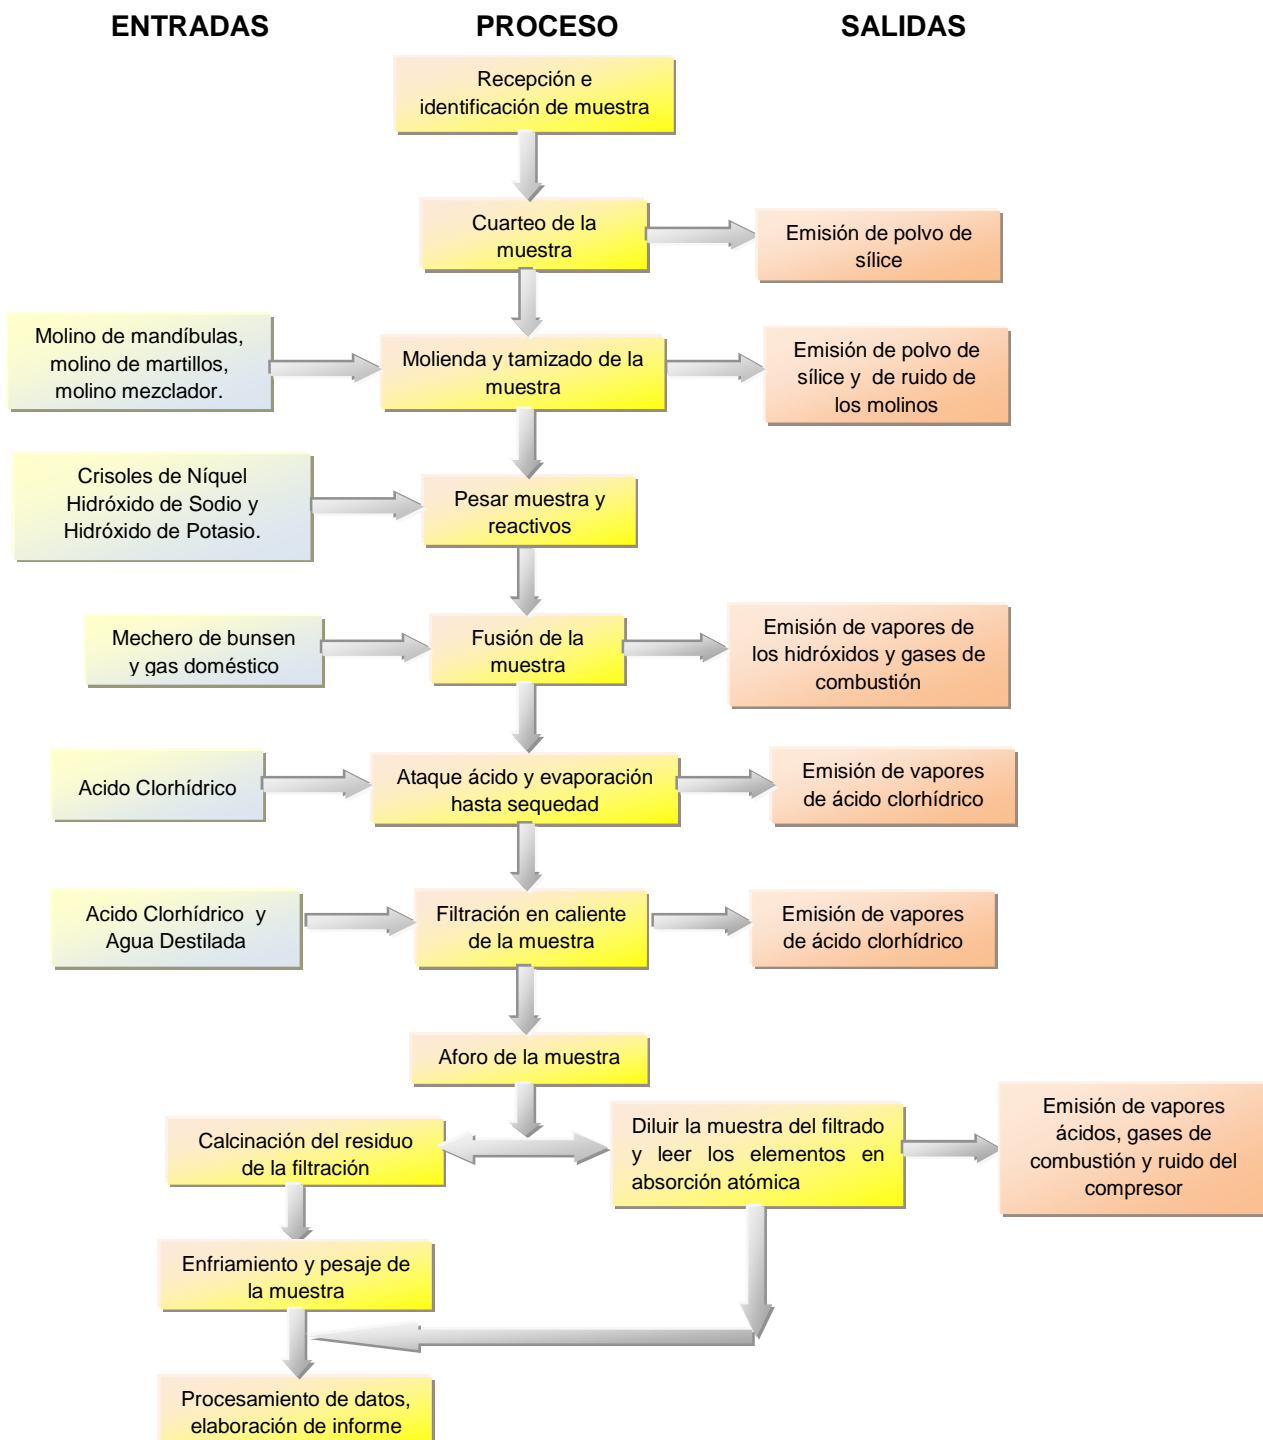 ENTRADAS
PROCESO
SALIDAS
Recepción e
identificación de muestra
Cuarteo de la
muestra
Emisión de polvo de
sílice
Molino de mandíbulas,
molino de martillos,
molino mezclador.
Molienda y tamizado de la
muestra
Emisión de polvo de
sílice y de ruido de
los molinos
Crisoles de Níquel
Hidróxido de Sodio y
Hidróxido de Potasio.
Pesar muestra y
reactivos
Mechero de bunsen
y gas doméstico
Fusión de la
muestra
Emisión de vapores de
los hidróxidos y gases de
combustión
Acido Clorhídrico
Ataque ácido y evaporación
hasta sequedad
Emisión de vapores
de ácido clorhídrico
Acido Clorhídrico y
Agua Destilada
Filtración en caliente
de la muestra
Emisión de vapores
de ácido clorhídrico
Aforo de la muestra
Calcinación del residuo
de la filtración
Diluir la muestra del filtrado
y leer los elementos en
absorción atómica
Emisión de vapores
ácidos, gases de
combustión y ruido del
compresor
Enfriamiento y pesaje de
la muestra
Procesamiento de datos,
elaboración de informe